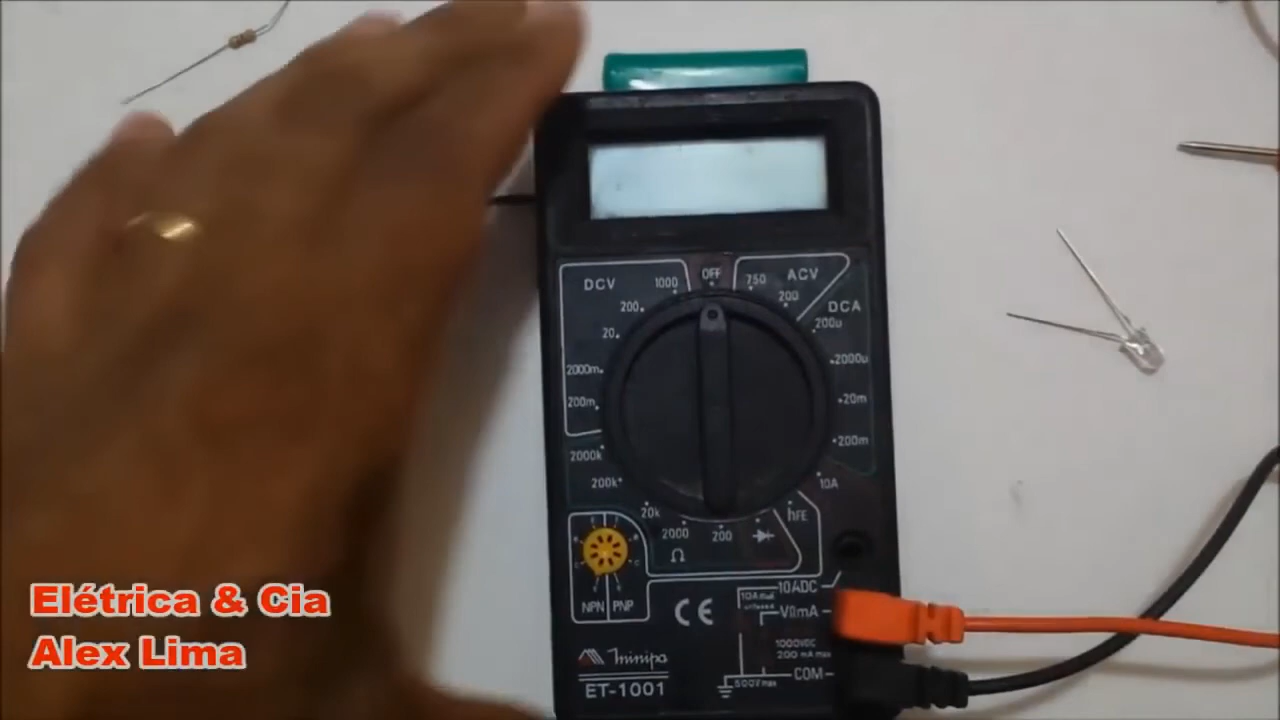 DCV
1000
OFF
750
ACV
200
DCA
200
20
2000m
200m
200u
2000u
20m
200m
10A
2000k
200k
20k
2000
200
hFE
Ω
NPN
PNP
CE
10ADC
VΩmA
1000VDC
200 mA max
COM
500V max
minipa
ET-1001
Elétrica & Cia
Alex Lima